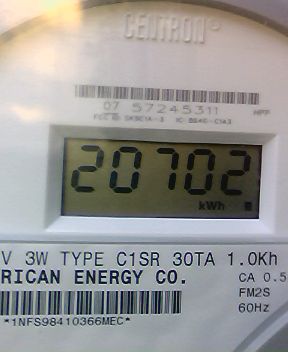 CENTRON®
07 57245311
20702
kWh
V 3W TYPE C1SR 30TA 1.0Kh
RICAN ENERGY CO.
CA 0.5
FM2S
60Hz
*1NFS98410366MEC*